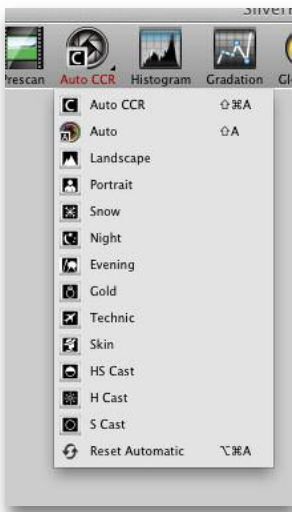 Prescan Auto CCR Histogram Gradation
Auto CCR ⇧⌘A
Auto ⇧A
Landscape
Portrait
Snow
Night
Evening
Gold
Technic
Skin
HS Cast
H Cast
S Cast
Reset Automatic ⌥⌘A